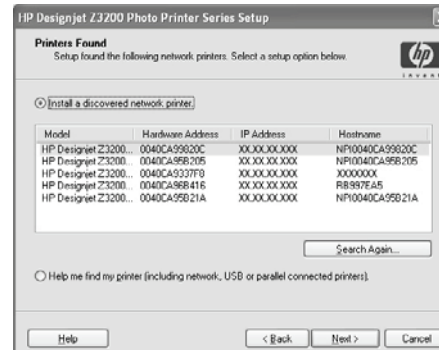 HP Designjet Z3200 Photo Printer Series Setup
Printers Found
Setup found the following network printers. Select a setup option below.
hp
invent
Install a discovered network printer.
Model Hardware Address IP Address Hostname
HP Designjet Z3200... 0040CA99820C XX.XX.XX.XXX NPI0040CA99820C
HP Designjet Z3200... 0040CA95B205 XX.XX.XX.XXX NPI0040CA95B205
HP Designjet Z3200... 0040CA9337F8 XX.XX.XX.XXX XXXXXXX
HP Designjet Z3200... 0040CA96B416 XX.XX.XX.XXX RB997EA5
HP Designjet Z3200... 0040CA95B21A XX.XX.XX.XXX NPI0040CA95B21A
Search Again...
Help me find my printer (including network, USB or parallel connected printers).
Help < Back Next > Cancel